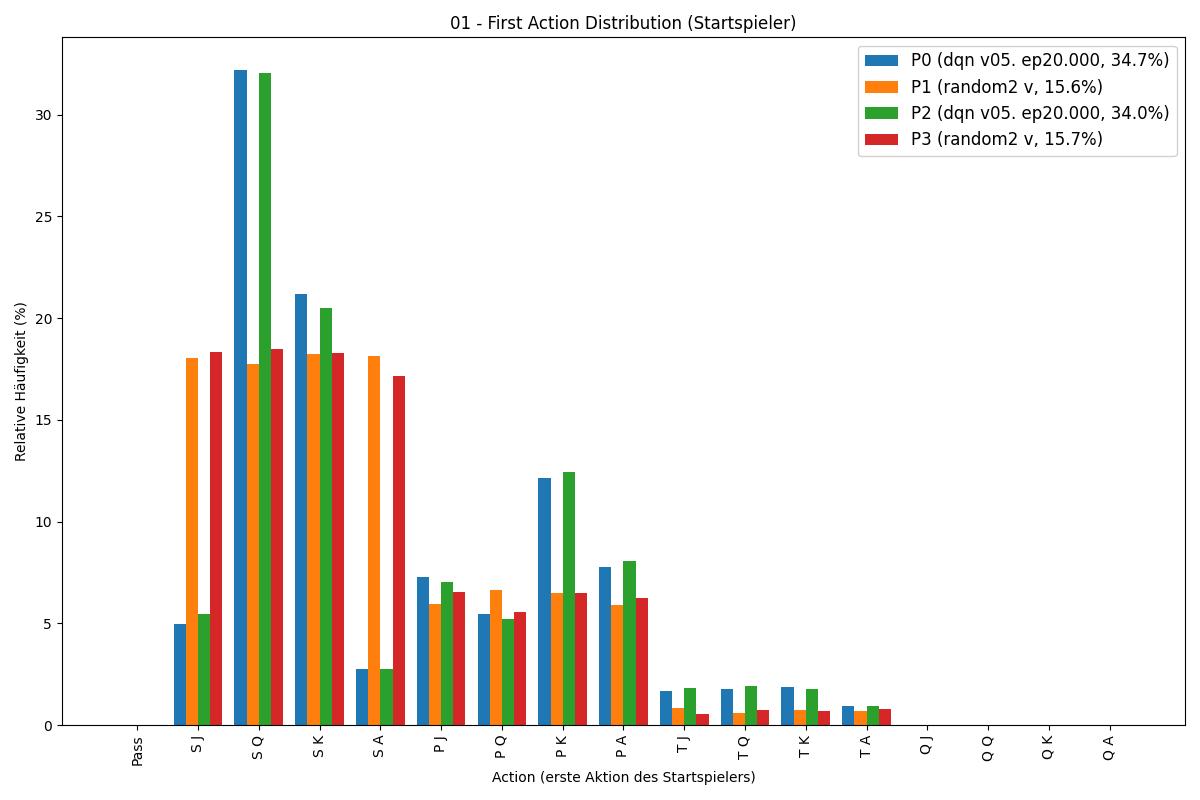 01 - First Action Distribution (Startspieler)
P0 (dqn v05. ep20.000, 34.7%)
P1 (random2 v, 15.6%)
P2 (dqn v05. ep20.000, 34.0%)
P3 (random2 v, 15.7%)
Relative Häufigkeit (%)
30
25
20
15
10
5
0
Pass
S J
S Q
S K
S A
P J
P Q
P K
P A
T J
T Q
T K
T A
Q J
Q Q
Q K
Q A
Action (erste Aktion des Startspielers)